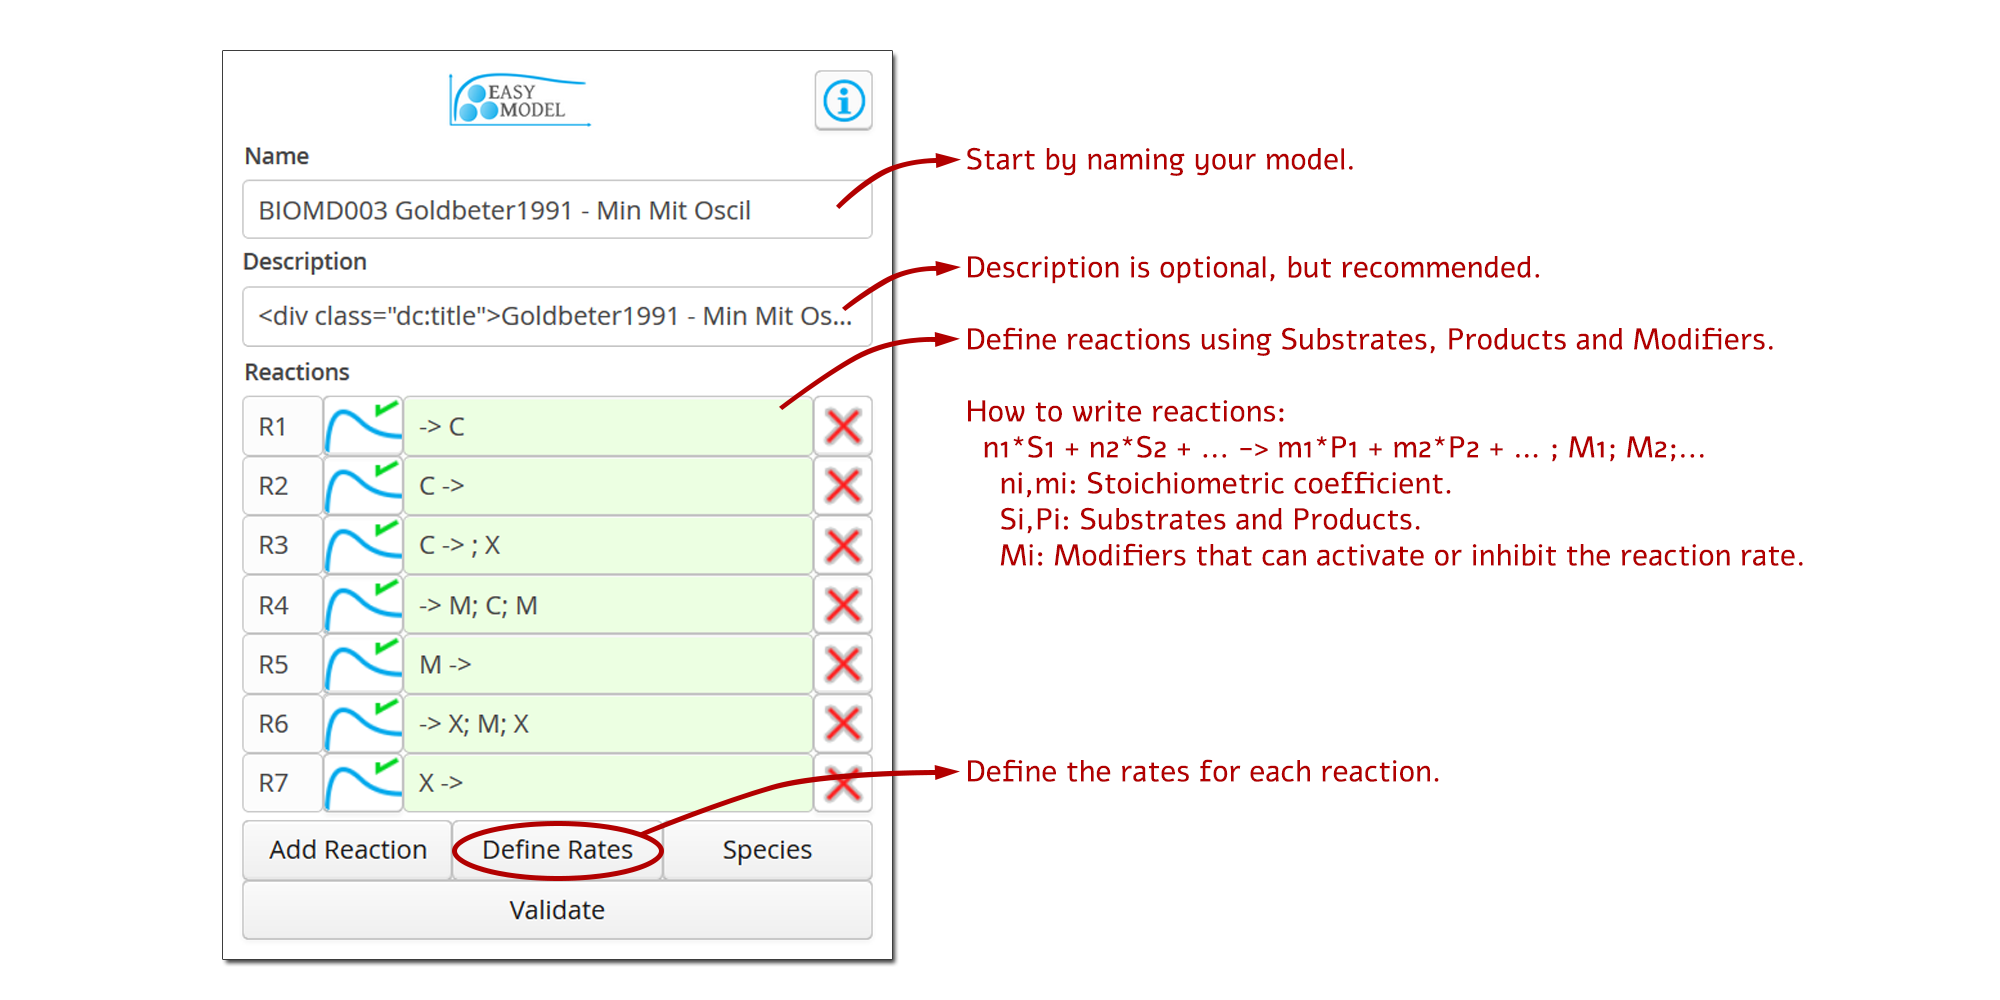 EASY
MODEL
Name
BIOMD003 Goldbeter1991 - Min Mit Oscil
Start by naming your model.
Description
<div class="dc:title">Goldbeter1991 - Min Mit Os...
Description is optional, but recommended.
Define reactions using Substrates, Products and Modifiers.
Reactions
R1 -> C
R2 C ->
R3 C -> ; X
R4 -> M; C; M
R5 M ->
R6 -> X; M; X
R7 X ->
How to write reactions:
n1*S1 + n2*S2 + ... -> m1*P1 + m2*P2 + ... ; M1; M2;...
ni,mi: Stoichiometric coefficient.
Si,Pi: Substrates and Products.
Mi: Modifiers that can activate or inhibit the reaction rate.
Define the rates for each reaction.
Add Reaction Define Rates Species
Validate